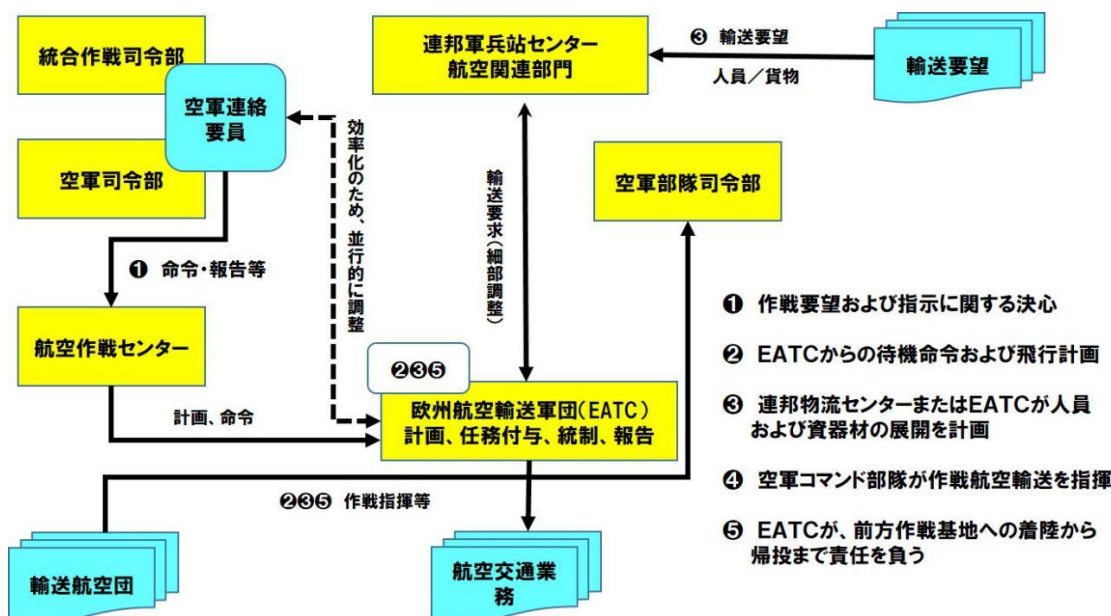 統合作戦司令部
空軍連絡
要員
空軍司令部
❶ 命令・報告等
航空作戦センター
計画、命令
効率化のため、並行的に調整
連邦軍兵站センター
航空関連部門
❸ 輸送要望
人員／貨物
輸送要望
輸送要求（細部調整）
空軍部隊司令部
❷❸❺
欧州航空輸送軍団（EATC）
計画、任務付与、統制、報告
❷❸❺ 作戦指揮等
輸送航空団
航空交通業
務
❶ 作戦要望および指示に関する決心
❷ EATCからの待機命令および飛行計画
❸ 連邦物流センターまたはEATCが人員
および資器材の展開を計画
❹ 空軍コマンド部隊が作戦航空輸送を指揮
❺ EATCが、前方作戦基地への着陸から
帰投まで責任を負う